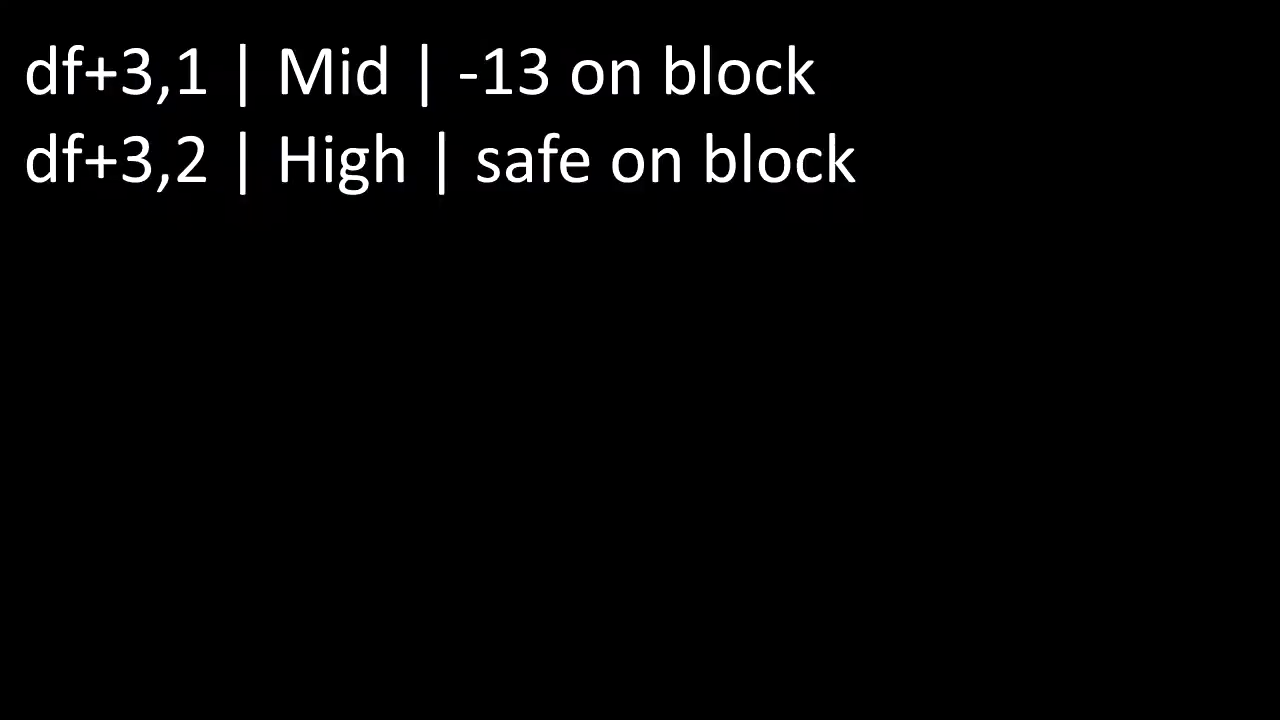 df+3,1 | Mid | -13 on block
df+3,2 | High | safe on block